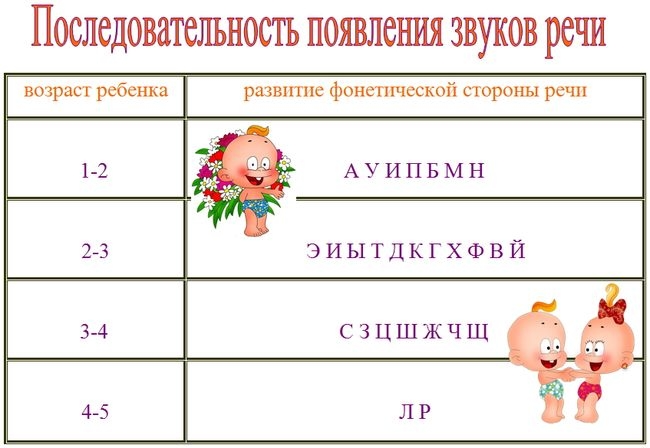 Последовательность появления звуков речи
возраст ребенка развитие фонетической стороны речи
1-2 А У И П Б М Н
2-3 Э И Ы Т Д К Г Х Ф В Й
3-4 С З Ц Ш Ж Ч Щ
4-5 Л Р